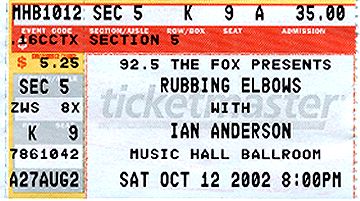 MHB1012 SEC 5 K 9 A 35.00
EVENT CODE SECTION/AISLE ROW/BOX SEAT ADMISSION
16CCTX SECTION 5
$ 5.25 92.5 THE FOX PRESENTS
SEC 5 RUBBING ELBOWS
ticketmaster
ZWS 8X WITH
K 9 IAN ANDERSON
7861042 MUSIC HALL BALLROOM
A27AUG2 SAT OCT 12 2002 8:00PM